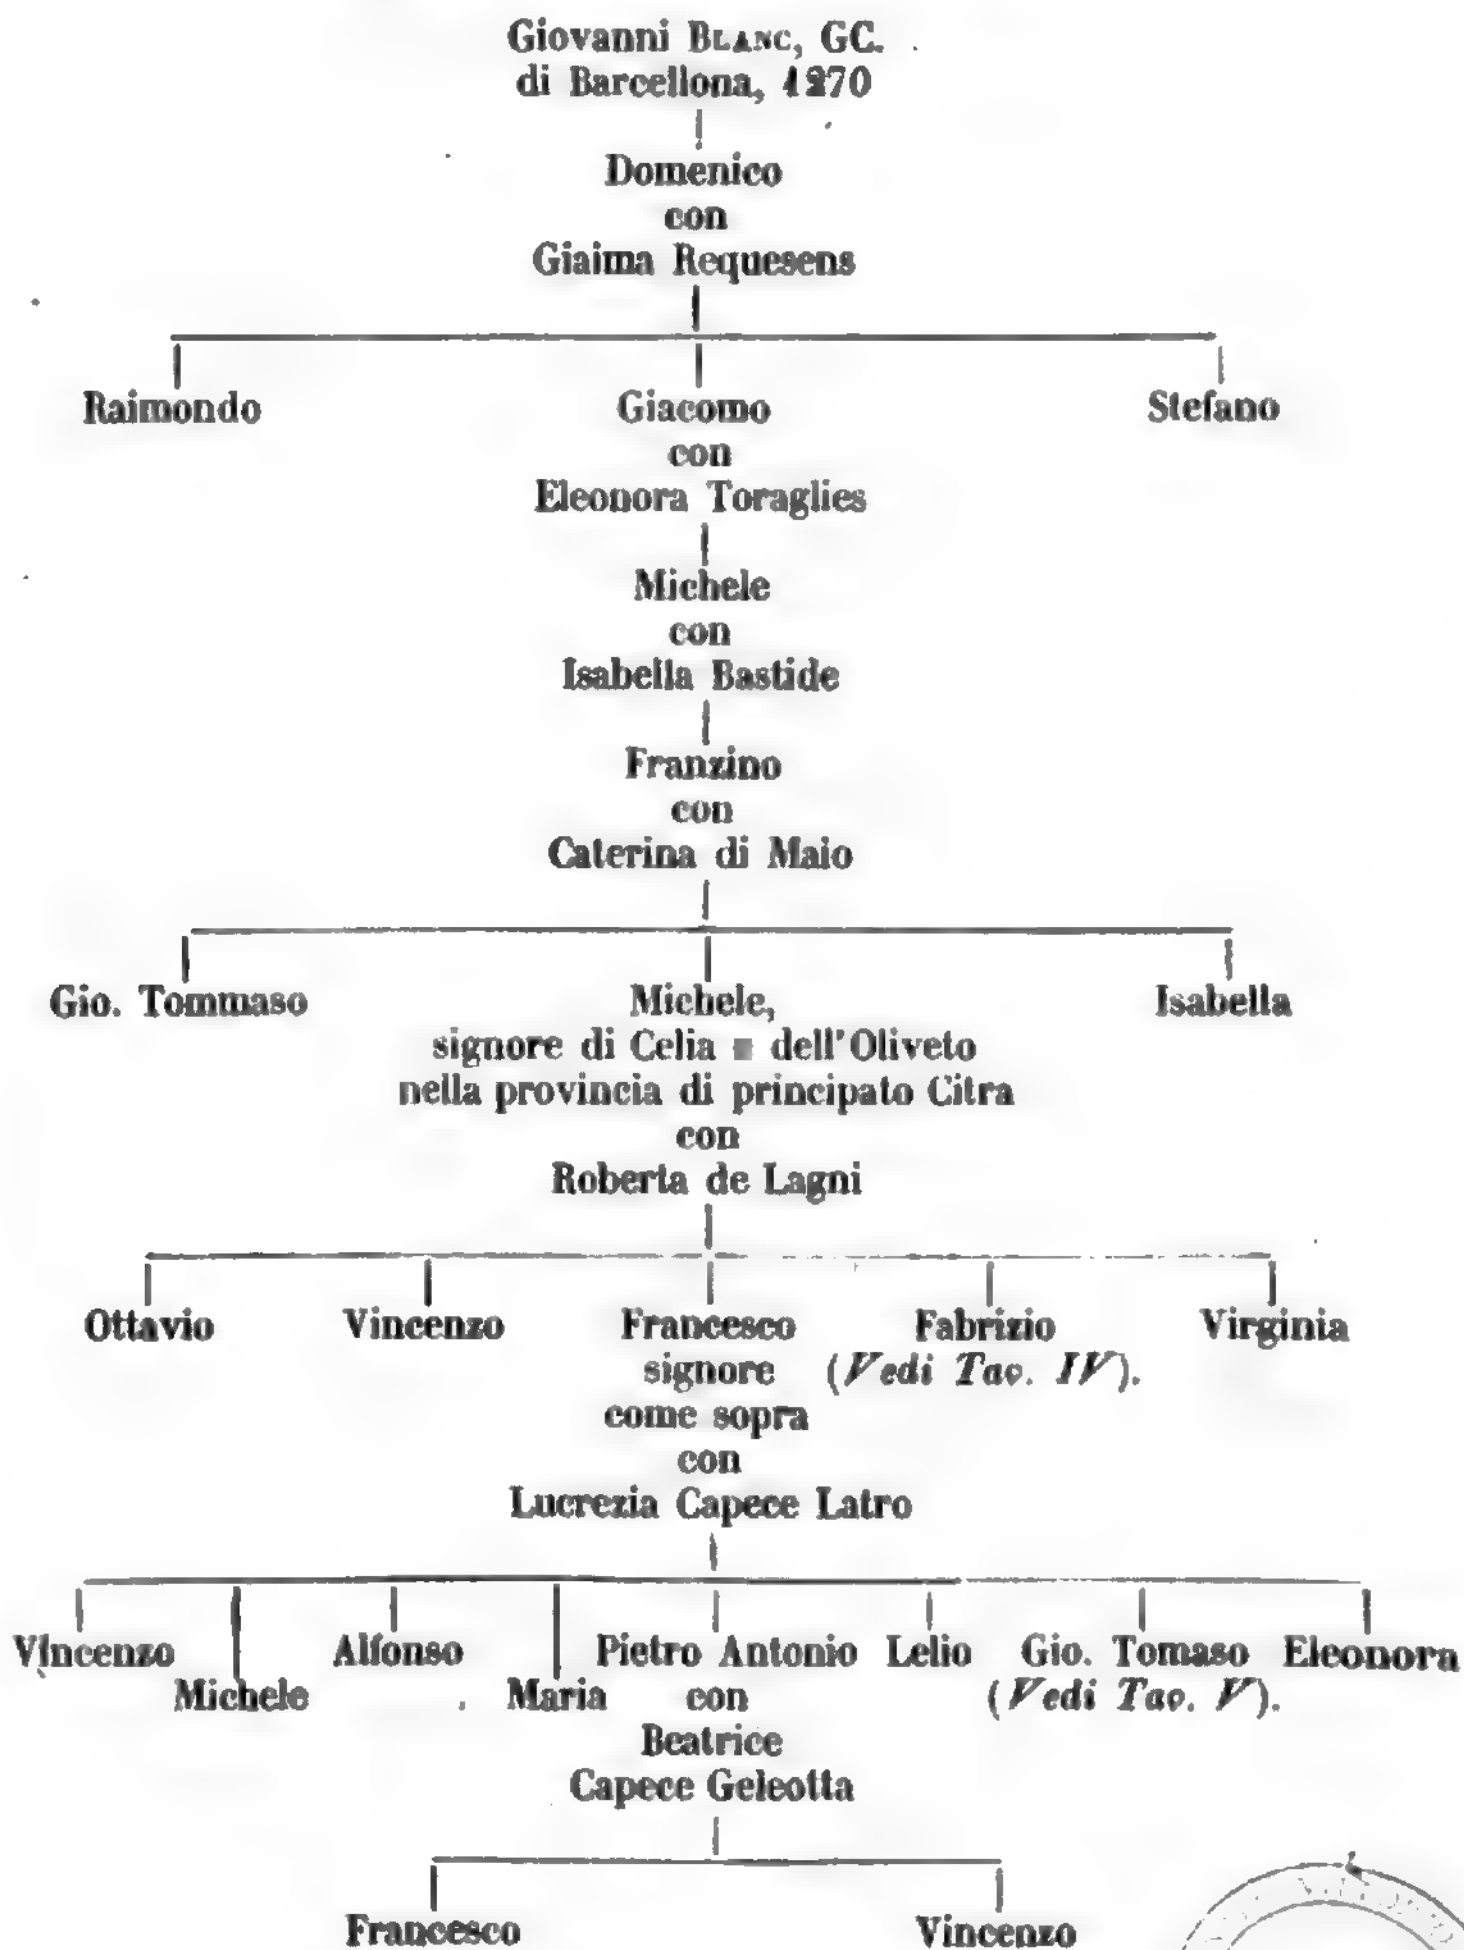 Giovanni BLANC, GC.
di Barcellona, 1270
Domenico
con
Giaima Requesens
Raimondo Giacomo Stefano
con
Eleonora Toraglies
Michele
con
Isabella Bastide
Franzino
con
Caterina di Maio
Gio. Tommaso Michele, Isabella
signore di Celia dell'Oliveto
nella provincia di principato Citra
con
Roberta de Lagni
Ottavio Vincenzo Francesco Fabrizio Virginia
signore (Vedi Tav. IV).
come sopra
con
Lucrezia Capece Latro
Vincenzo Alfonso Pietro Antonio Lelio Gio. Tomaso Eleonora
Michele Maria con (Vedi Tav. V).
Beatrice
Capece Geleotta
Francesco Vincenzo